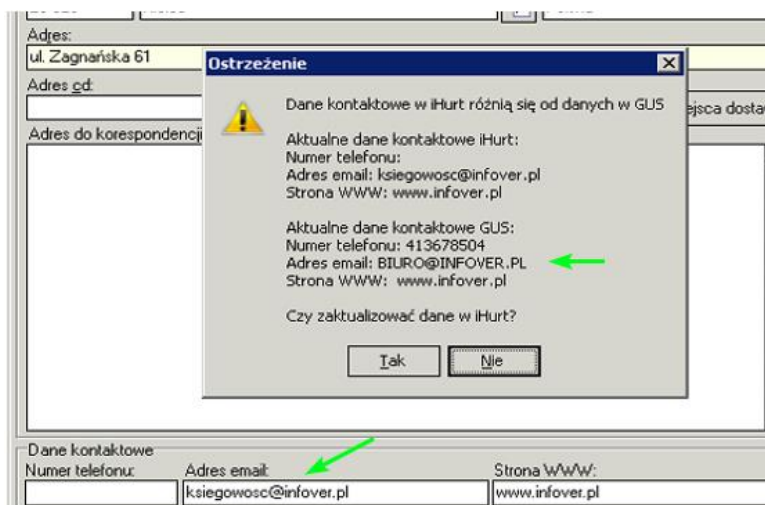 Adres:
ul. Zagnańska 61
Adres cd:
Adres do korespondencji
ejsca dosta
Ostrzeżenie
Dane kontaktowe w iHurt różnią się od danych w GUS
Aktualne dane kontaktowe iHurt:
Numer telefonu:
Adres email: ksiegowosc@infover.pl
Strona WWW: www.infover.pl
Aktualne dane kontaktowe GUS:
Numer telefonu: 413678504
Adres email: BIURO@INFOVER.PL
Strona WWW: www.infover.pl
Czy zaktualizować dane w iHurt?
Tak
Nie
Dane kontaktowe
Numer telefonu: Adres email: Strona WWW:
ksiegowosc@infover.pl www.infover.pl